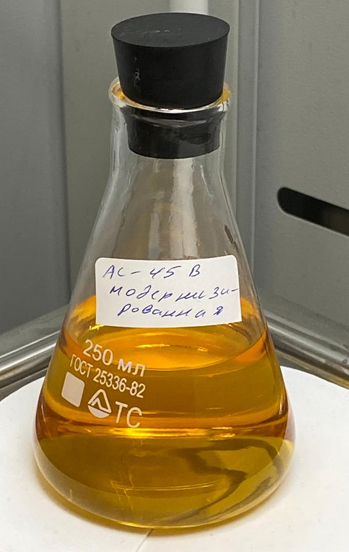 АС-45 В
модернизи-
рованная
250 мл
ГОСТ 25336-82
ТС